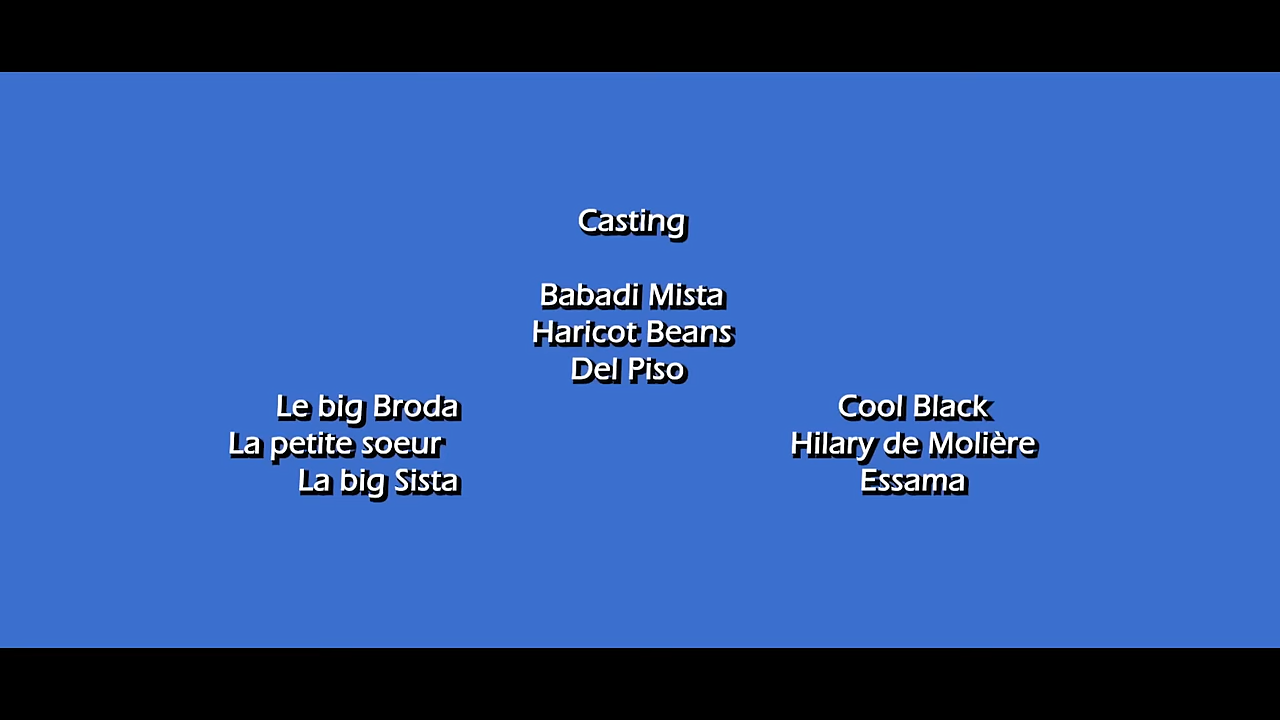 Casting
Babadi Mista
Haricot Beans
Del Piso
Le big Broda Cool Black
La petite soeur Hilary de Molière
La big Sista Essama